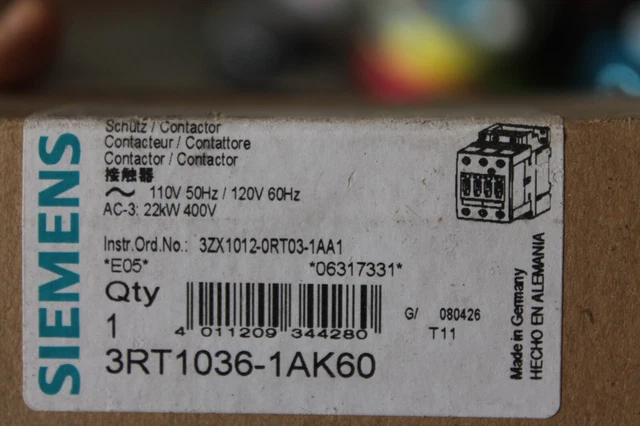 SIEMENS
Schütz / Contactor
Contacteur / Contattore
Contactor / Contactor
接触器
~ 110V 50Hz / 120V 60Hz
AC-3: 22kW 400V
Instr.Ord.No.: 3ZX1012-0RT03-1AA1
*E05* *06317331*
Qty
1
4 011209 344280
G/ 080426
T11
3RT1036-1AK60
Made in Germany
HECHO EN ALEMANIA